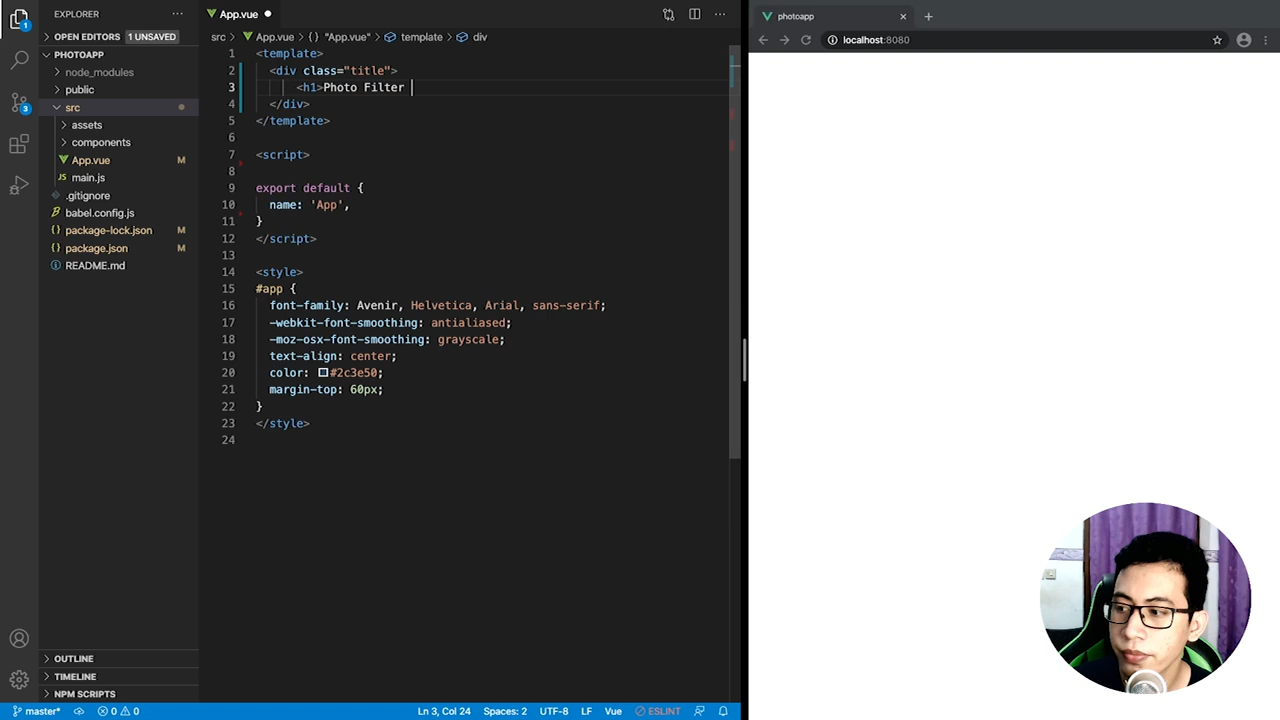 EXPLORER
OPEN EDITORS 1 UNSAVED
PHOTOAPP
node_modules
public
src
assets
components
App.vue M
main.js
.gitignore
babel.config.js
package-lock.json M
package.json M
README.md
OUTLINE
TIMELINE
NPM SCRIPTS
1
3
App.vue
src > App.vue > {} "App.vue" > template > div
1 <template>
2 <div class="title">
3 <h1>Photo Filter
4 </div>
5 </template>
6
7 <script>
8
9 export default {
10 name: 'App',
11 }
12 </script>
13
14 <style>
15 #app {
16 font-family: Avenir, Helvetica, Arial, sans-serif;
17 -webkit-font-smoothing: antialiased;
18 -moz-osx-font-smoothing: grayscale;
19 text-align: center;
20 color: #2c3e50;
21 margin-top: 60px;
22 }
23 </style>
24
master* 0 0 Ln 3, Col 24 Spaces: 2 UTF-8 LF Vue ESLINT
photoapp
localhost:8080